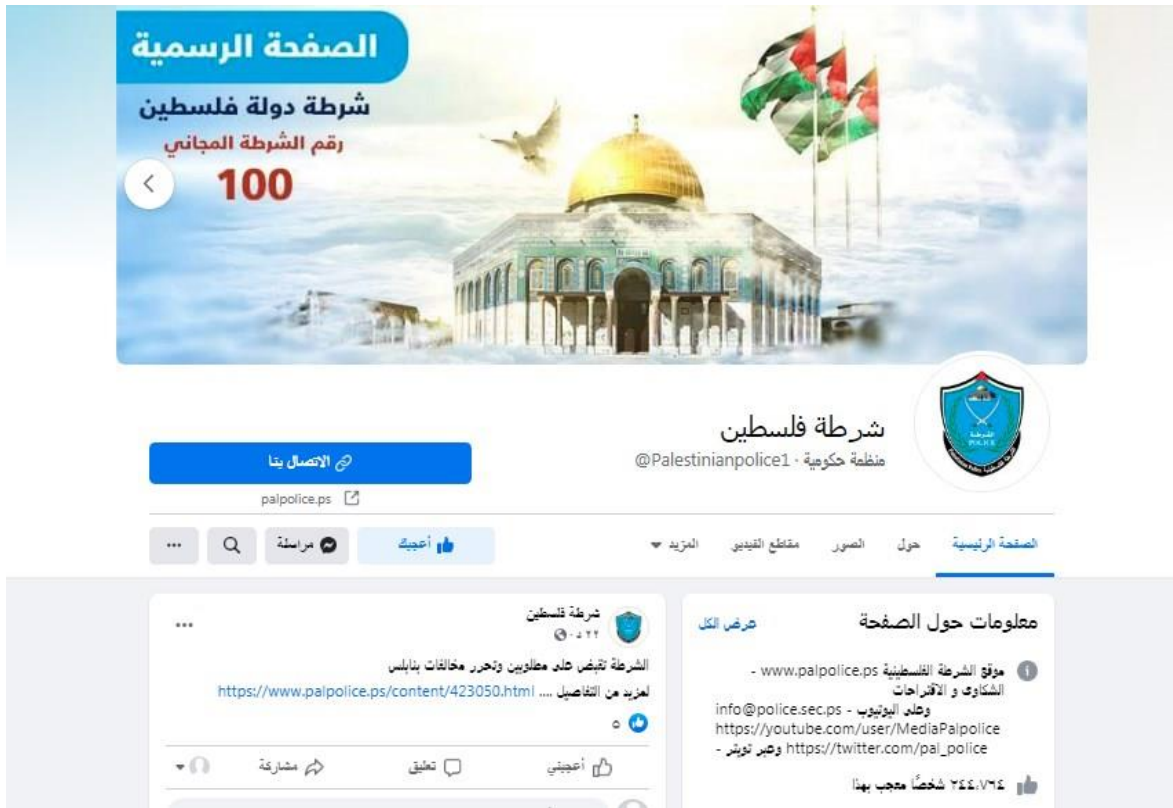 الصفحة الرسمية
شرطة دولة فلسطين
رقم الشرطة المجاني
100
الشرطة
POLICE
شرطة فلسطين
@Palestinianpolice1 · منظمة حكومية
الاتصال بنا
palpolice.ps
الصفحة الرئيسية
حول
الصور
مقاطع الفيديو
المزيد
أعجبك
مراسلة
معلومات حول الصفحة
عرض الكل
موقع الشرطة الفلسطينية www.palpolice.ps -
الشكاوى و الاقتراحات
info@police.sec.ps - وعلى اليوتيوب
https://youtube.com/user/MediaPalpolice
https://twitter.com/pal_police وعبر تويتر -
٢٤٤،٧٦٤ شخصًا معجب بهذا
شرطة فلسطين
٢٢ د
الشرطة تقبض على مطلوبين وتحرر مخالفات بنابلس
لمزيد من التفاصيل .... https://www.palpolice.ps/content/423050.html
٥
أعجبني
تعليق
مشاركة